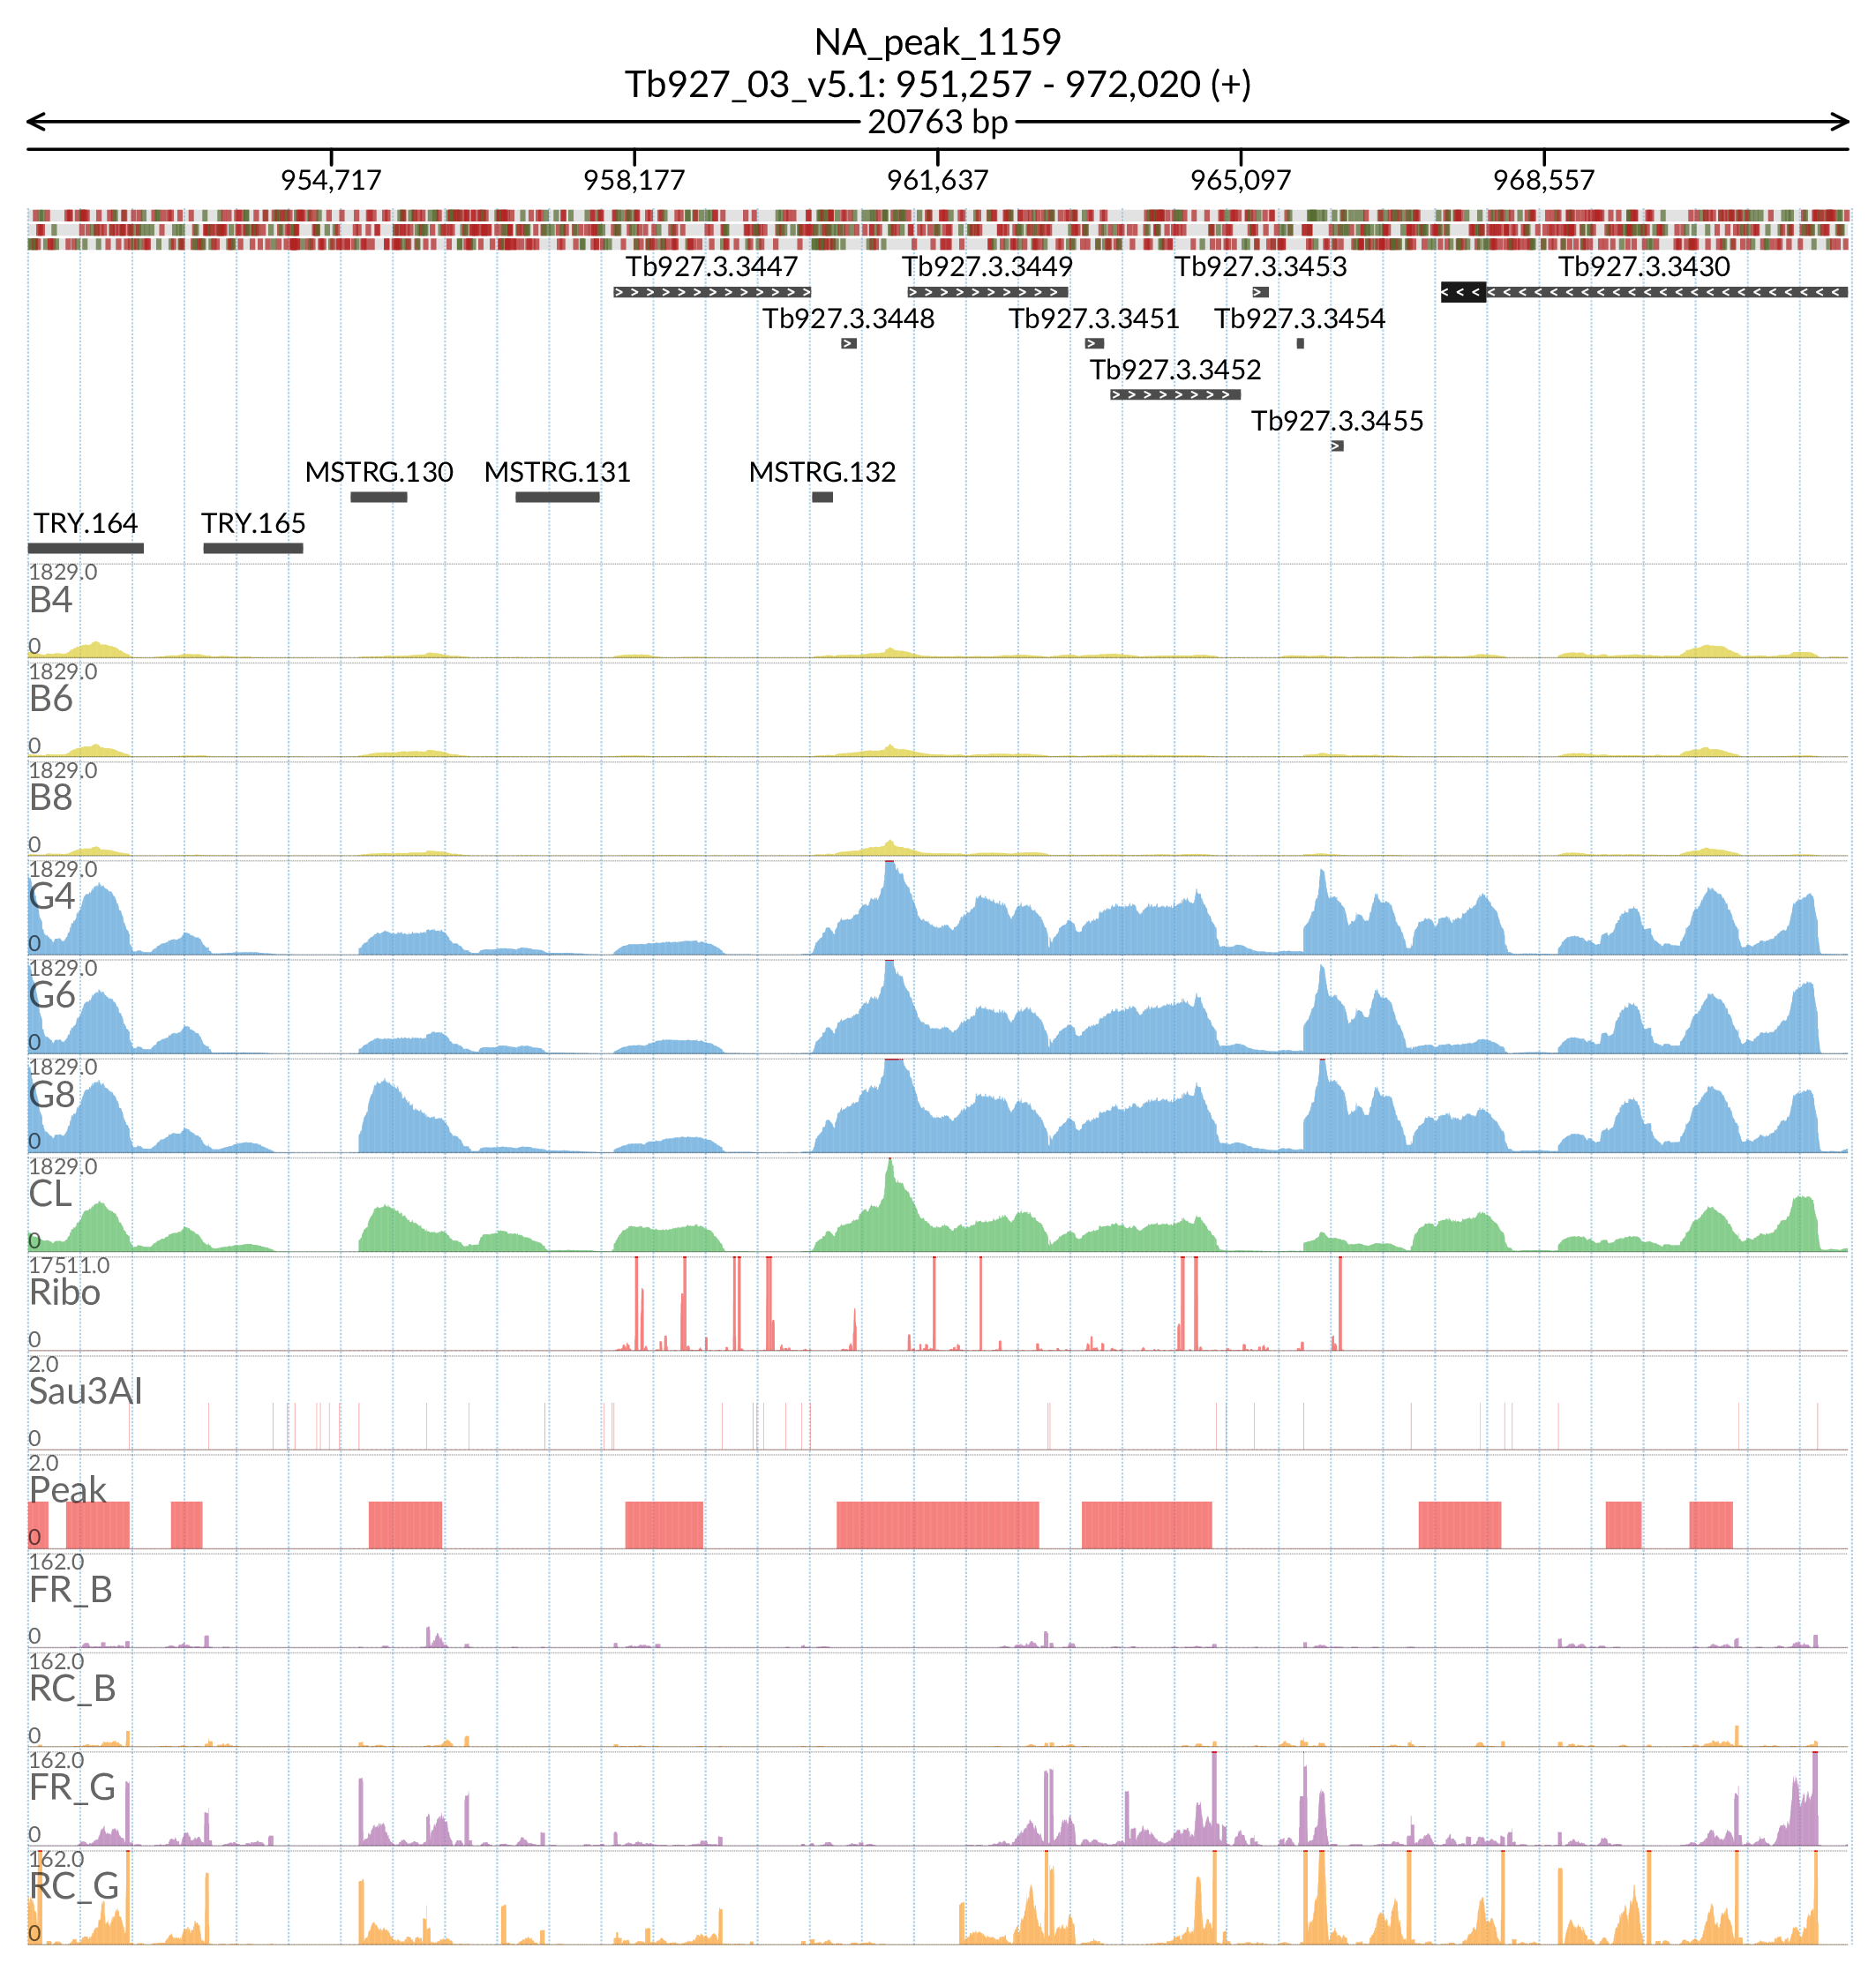 NA_peak_1159
Tb927_03_v5.1: 951,257 - 972,020 (+)
20763 bp
954,717 958,177 961,637 965,097 968,557
Tb927.3.3447 Tb927.3.3449 Tb927.3.3453 Tb927.3.3430
Tb927.3.3448 Tb927.3.3451 Tb927.3.3454
Tb927.3.3452
Tb927.3.3455
MSTRG.130 MSTRG.131 MSTRG.132
TRY.164 TRY.165
1829.0
B4
0
1829.0
B6
0
1829.0
B8
0
1829.0
G4
0
1829.0
G6
0
1829.0
G8
0
1829.0
CL
0
17511.0
Ribo
0
2.0
Sau3AI
0
2.0
Peak
0
162.0
FR_B
0
162.0
RC_B
0
162.0
FR_G
0
162.0
RC_G
0